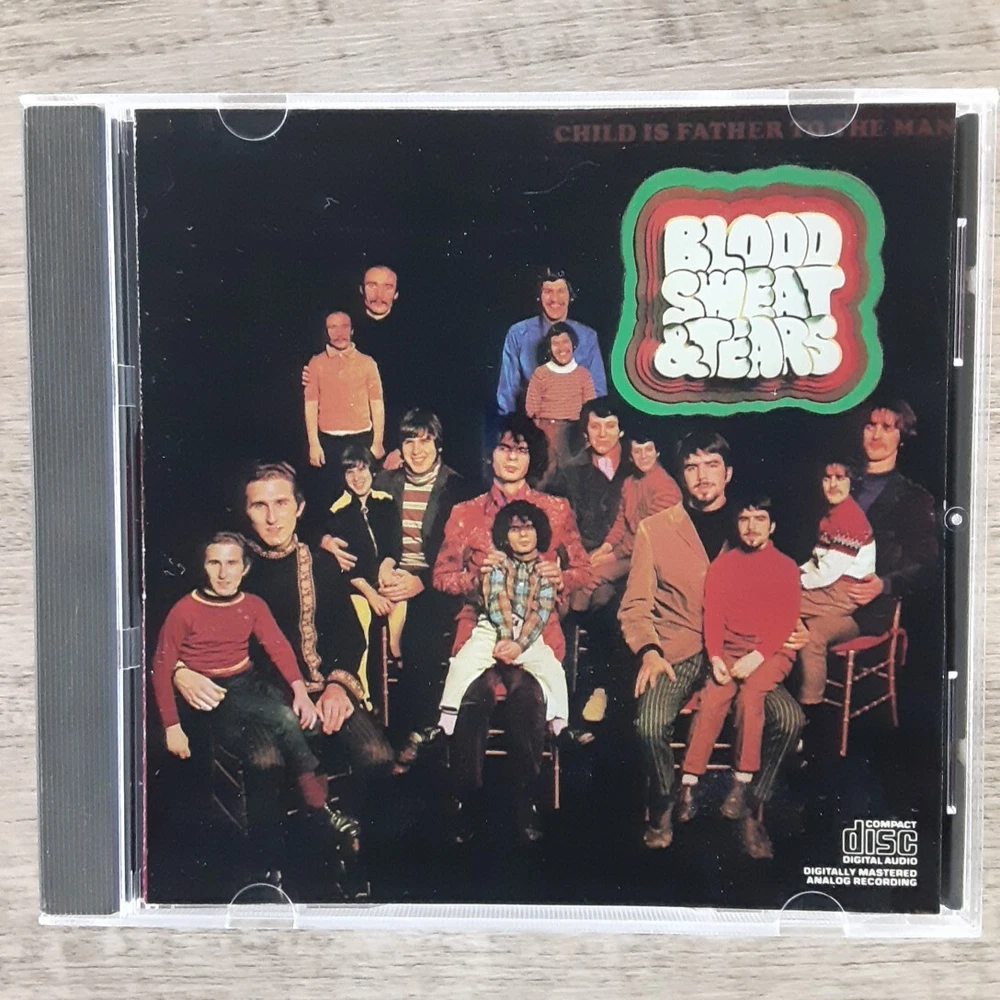 CHILD IS FATHER TO THE MAN
BLOOD
SWEAT
&TEARS
COMPACT
disc
DIGITAL AUDIO
DIGITALLY MASTERED
ANALOG RECORDING